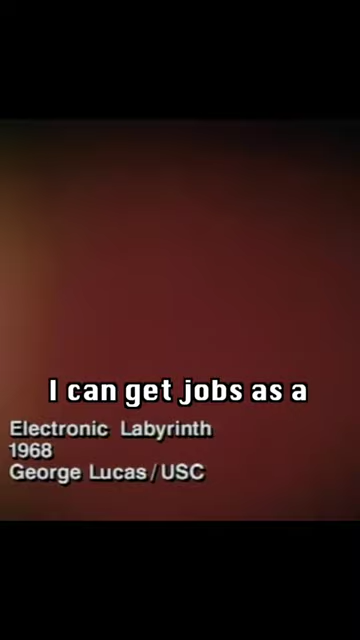 I can get jobs as a
Electronic Labyrinth
1968
George Lucas/USC